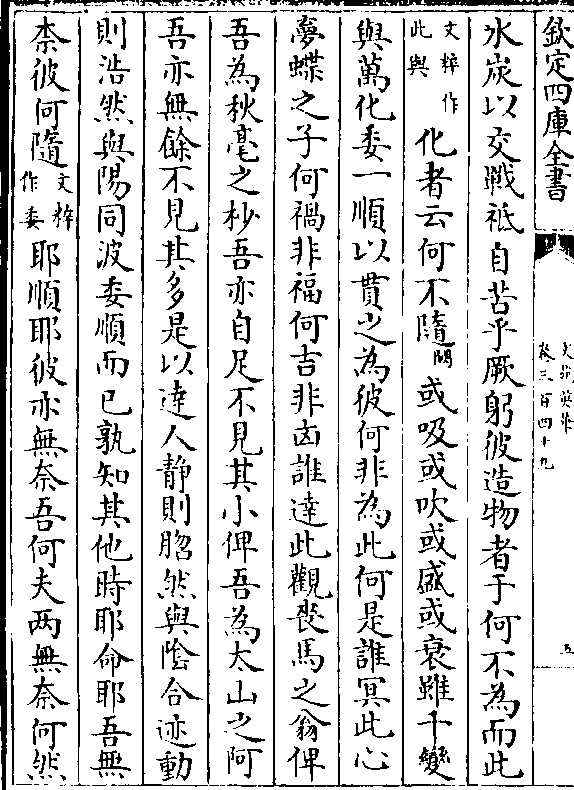 欽定四庫全書
文苑英華
卷三百四十九
五
氷炭以交戰祗自苦乎厥躬彼造物者于何不為而此
文粹作此與化者云何不隨闕或吸或吹或盛或衰雖千變
與萬化委一順以貫之為彼何非為此何是誰冥此心
夢蝶之子何禍非福何吉非凶誰達此觀喪馬之翁俾
吾為秋毫之杪吾亦自足不見其小俾吾為太山之阿
吾亦無餘不見其多是以達人静則脗然與隂合迹動
則浩然與陽同波委順而已孰知其他時耶命耶吾無
柰彼何隨文粹作委耶順耶彼亦無奈吾何夫两無奈何然